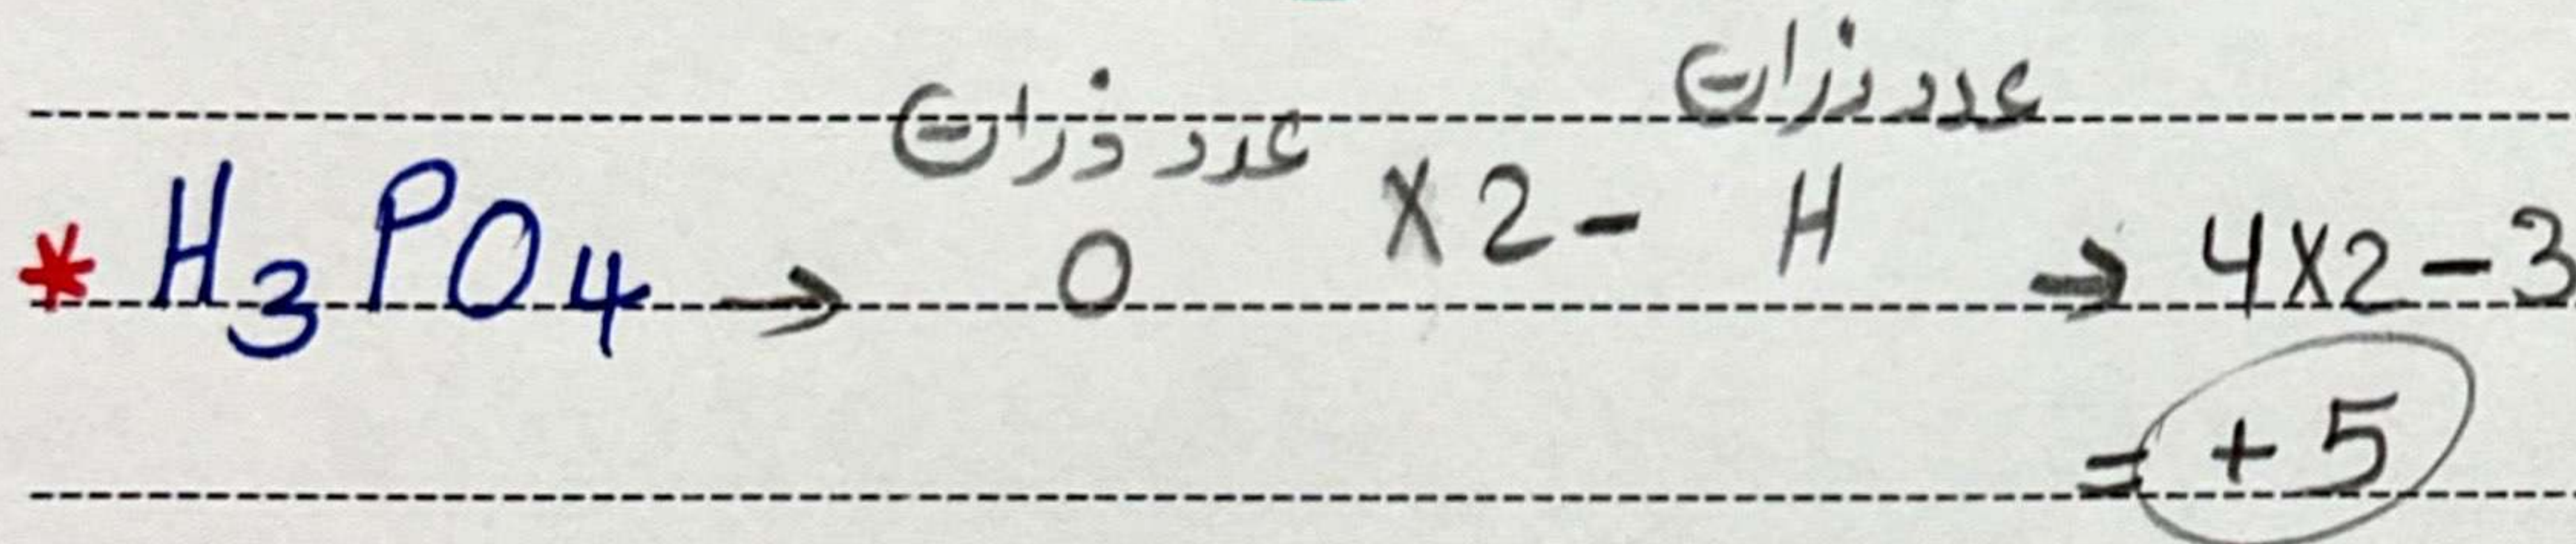 عدد ذرات عدد ذرات
* H₃PO₄ → O X2 - H → 4X2-3
= +5